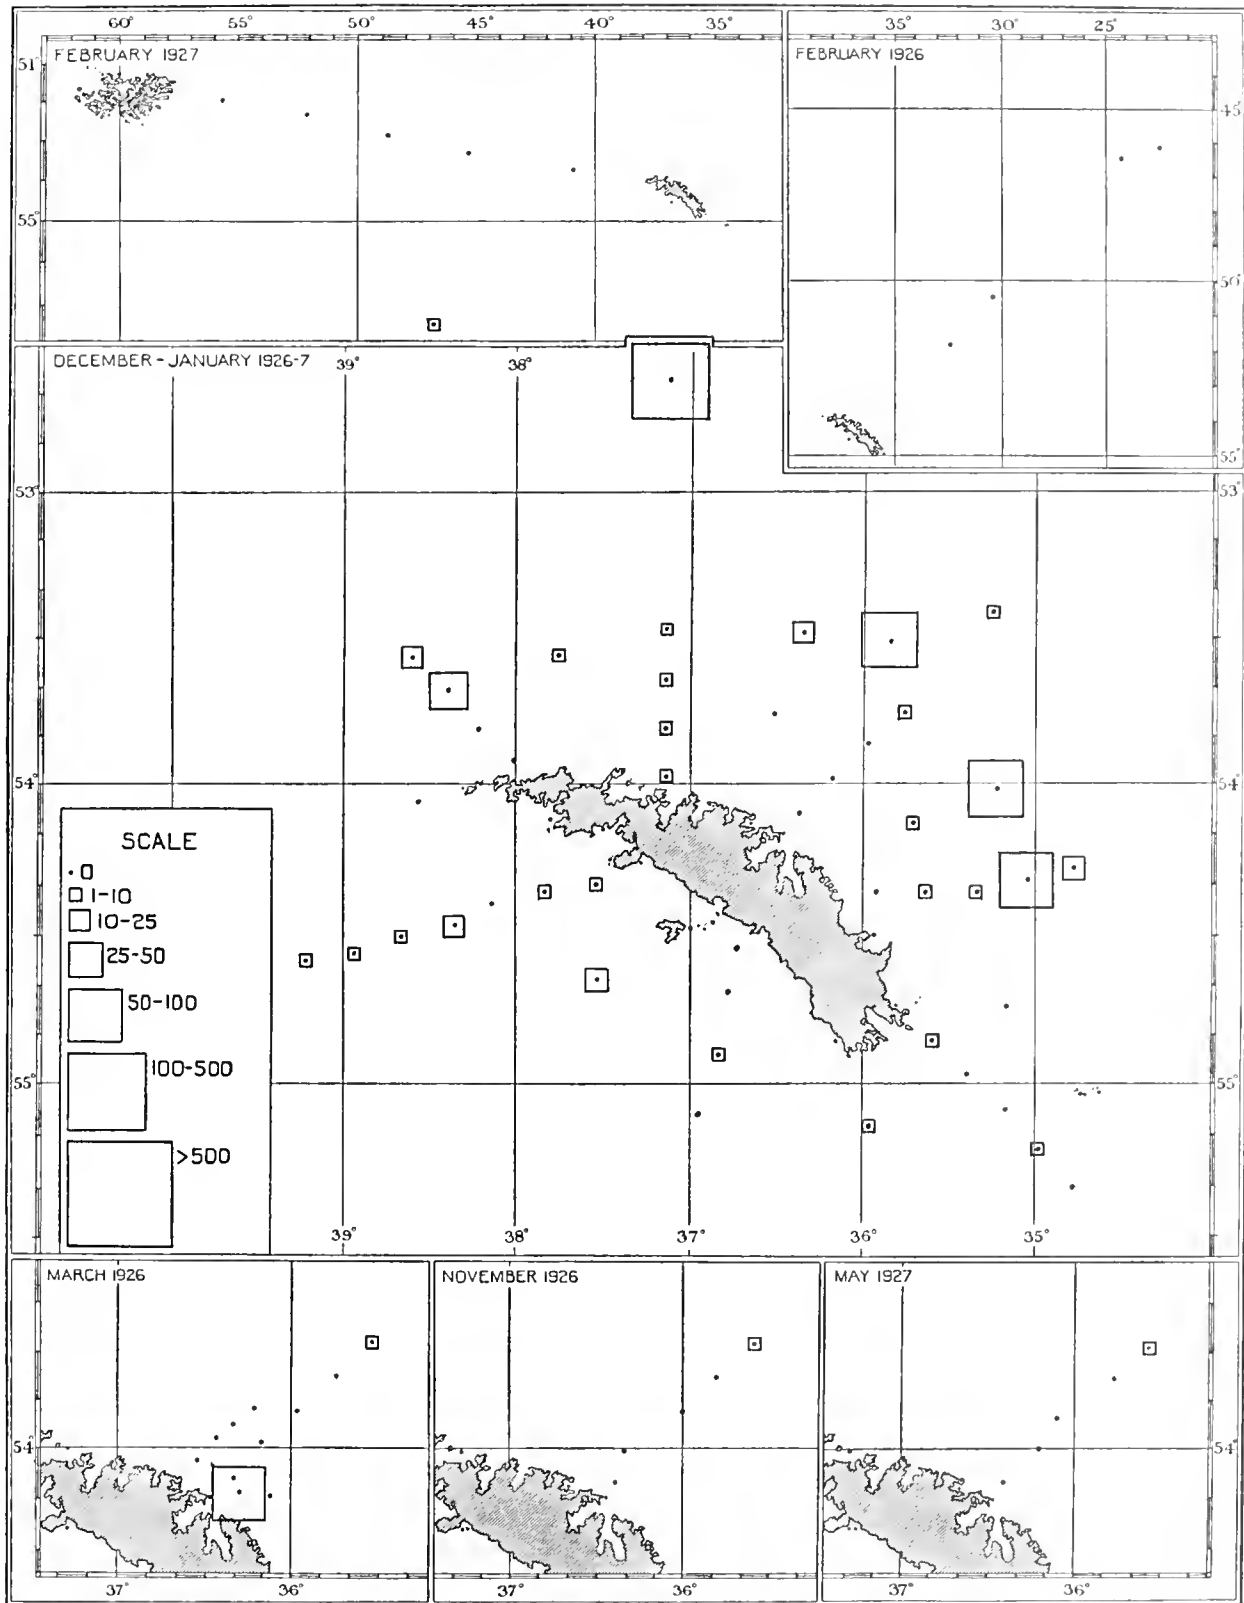 60° 55° 50° 45° 40° 35°
35° 30° 25°
FEBRUARY 1927
FEBRUARY 1926
51°
45°
55°
50°
55°
DECEMBER - JANUARY 1926-7
39° 38°
53° 53°
54° 54°
SCALE
0
1-10
10-25
25-50
50-100
100-500
>500
55° 55°
39° 38° 37° 36° 35°
MARCH 1926
NOVEMBER 1926
MAY 1927
54° 54°
37° 36° 37° 36° 37° 36°